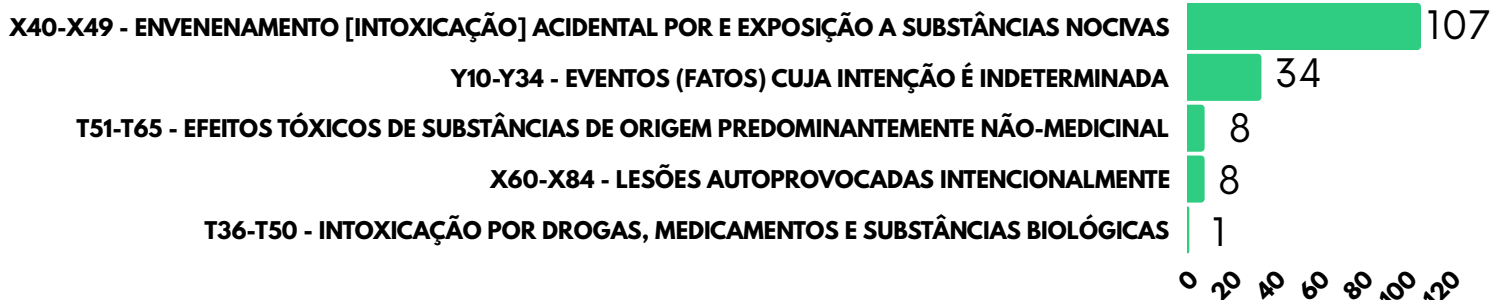 X40-X49 - ENVENENAMENTO [INTOXICAÇÃO] ACIDENTAL POR E EXPOSIÇÃO A SUBSTÂNCIAS NOCIVAS 107
Y10-Y34 - EVENTOS (FATOS) CUJA INTENÇÃO É INDETERMINADA 34
T51-T65 - EFEITOS TÓXICOS DE SUBSTÂNCIAS DE ORIGEM PREDOMINANTEMENTE NÃO-MEDICINAL 8
X60-X84 - LESÕES AUTOPROVOCADAS INTENCIONALMENTE 8
T36-T50 - INTOXICAÇÃO POR DROGAS, MEDICAMENTOS E SUBSTÂNCIAS BIOLÓGICAS 1
0 20 40 60 80 100 120